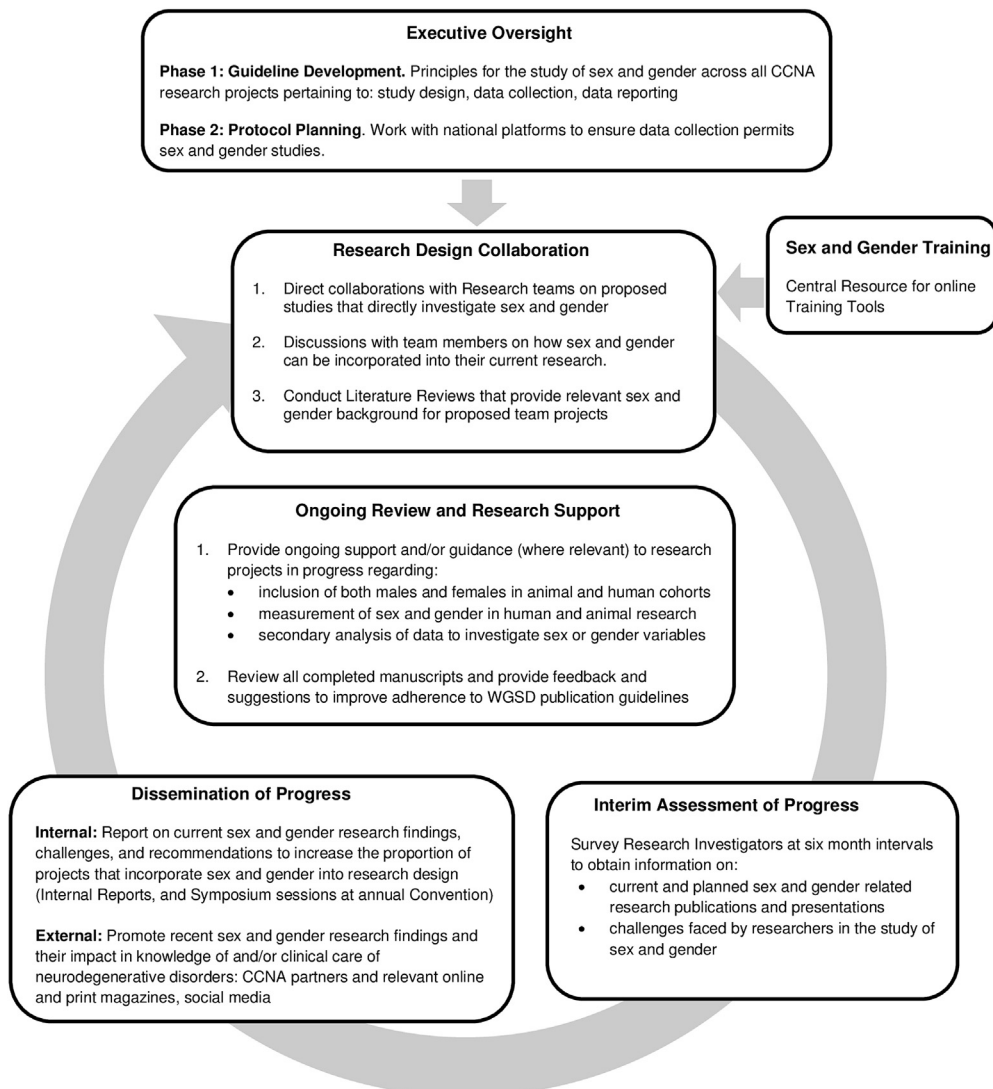 Executive Oversight
Phase 1: Guideline Development. Principles for the study of sex and gender across all CCNA
research projects pertaining to: study design, data collection, data reporting
Phase 2: Protocol Planning. Work with national platforms to ensure data collection permits
sex and gender studies.
Research Design Collaboration
1. Direct collaborations with Research teams on proposed
studies that directly investigate sex and gender
2. Discussions with team members on how sex and gender
can be incorporated into their current research.
3. Conduct Literature Reviews that provide relevant sex and
gender background for proposed team projects
Sex and Gender Training
Central Resource for online
Training Tools
Ongoing Review and Research Support
1. Provide ongoing support and/or guidance (where relevant) to research
projects in progress regarding:
• inclusion of both males and females in animal and human cohorts
• measurement of sex and gender in human and animal research
• secondary analysis of data to investigate sex or gender variables
2. Review all completed manuscripts and provide feedback and
suggestions to improve adherence to WGSD publication guidelines
Dissemination of Progress
Internal: Report on current sex and gender research findings,
challenges, and recommendations to increase the proportion of
projects that incorporate sex and gender into research design
(Internal Reports, and Symposium sessions at annual Convention)
External: Promote recent sex and gender research findings and
their impact in knowledge of and/or clinical care of
neurodegenerative disorders: CCNA partners and relevant online
and print magazines, social media
Interim Assessment of Progress
Survey Research Investigators at six month intervals
to obtain information on:
• current and planned sex and gender related
research publications and presentations
• challenges faced by researchers in the study of
sex and gender